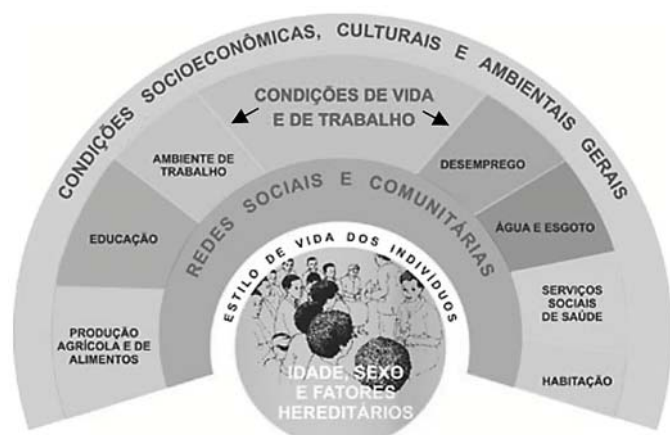 CONDIÇÕES SOCIOECONÔMICAS, CULTURAIS E AMBIENTAIS GERAIS
CONDIÇÕES DE VIDA
E DE TRABALHO
AMBIENTE DE
TRABALHO
DESEMPREGO
REDES SOCIAIS E COMUNITÁRIAS
EDUCAÇÃO
ÁGUA E ESGOTO
ESTILO DE VIDA DOS INDIVÍDUOS
PRODUÇÃO
AGRÍCOLA E DE
ALIMENTOS
SERVIÇOS
SOCIAIS
DE SAÚDE
HABITAÇÃO
IDADE, SEXO
E FATORES
HEREDITÁRIOS